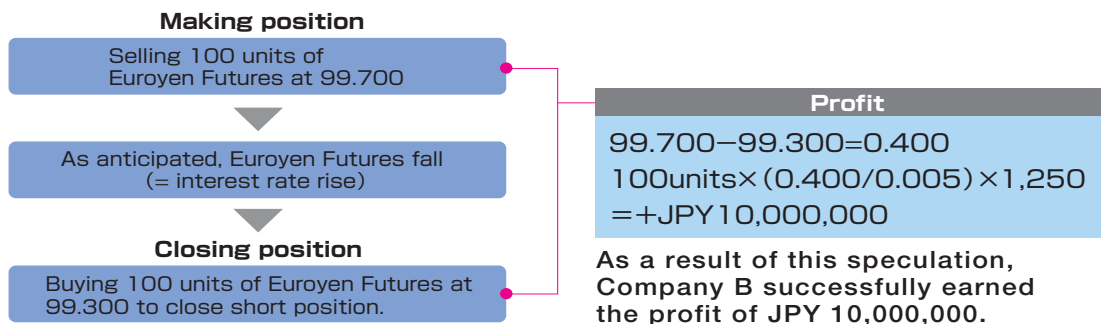 Making position
Selling 100 units of
Euroyen Futures at 99.700
As anticipated, Euroyen Futures fall
(= interest rate rise)
Closing position
Buying 100 units of Euroyen Futures at
99.300 to close short position.
Profit
99.700−99.300=0.400
100units×(0.400/0.005)×1,250
=+JPY10,000,000
As a result of this speculation,
Company B successfully earned
the profit of JPY 10,000,000.